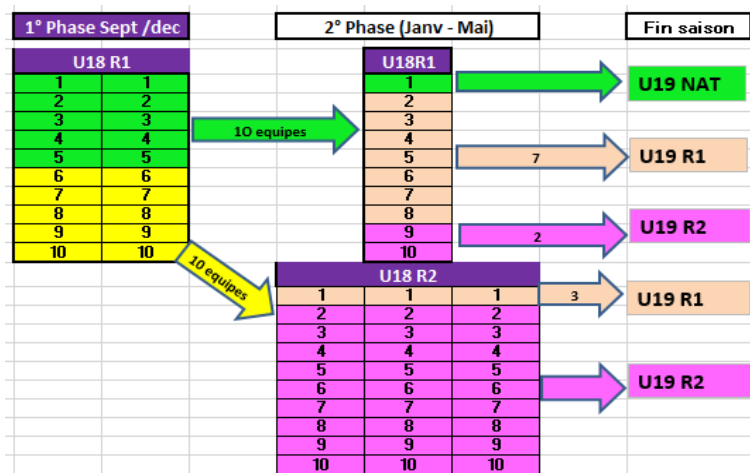 1° Phase Sept /dec 2° Phase (Janv - Mai) Fin saison
U18 R1 U18R1
1 1 1 U19 NAT
2 2 2
3 3 3
4 4 10 equipes 4
5 5 5 7 U19 R1
6 6 6
7 7 7
8 8 8
9 9 9 2 U19 R2
10 10 10
10 equipes U18 R2
1 1 1 3 U19 R1
2 2 2
3 3 3
4 4 4
5 5 5 U19 R2
6 6 6
7 7 7
8 8 8
9 9 9
10 10 10